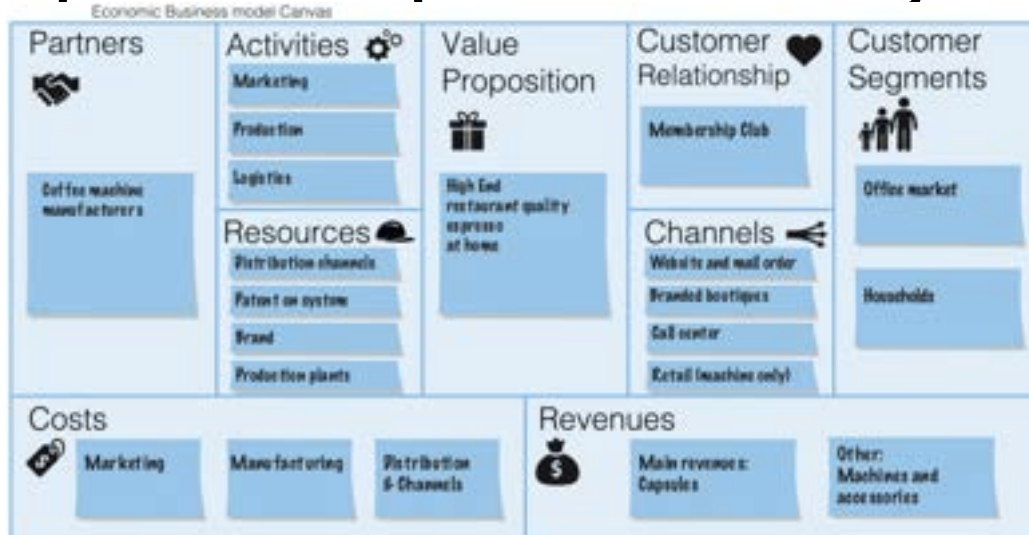 Economic Business model Canvas
Partners
Coffee machine
manufacturers
Activities
Marketing
Production
Logistics
Resources
Distribution channels
Patent on system
Brand
Production plants
Value
Proposition
High End
restaurant quality
espresso
at home
Customer
Relationship
Membership Club
Channels
Website and mail order
Branded boutiques
Call center
Retail (machine only)
Customer
Segments
Office market
Households
Costs
Marketing
Manufacturing
Distribution
& Channels
Revenues
$
Main revenues:
Capsules
Other:
Machines and
accessories